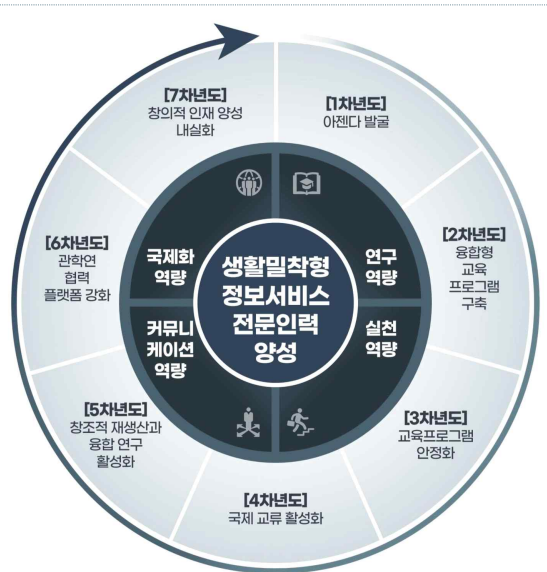 [1차년도]
아젠다 발굴
[2차년도]
융합형
교육
프로그램
구축
[3차년도]
교육프로그램
안정화
[4차년도]
국제 교류 활성화
[5차년도]
창조적 재생산과
융합 연구
활성화
[6차년도]
관학연
협력
플랫폼 강화
[7차년도]
창의적 인재 양성
내실화
국제화
역량
연구
역량
커뮤니
케이션
역량
실천
역량
생활밀착형
정보서비스
전문인력
양성